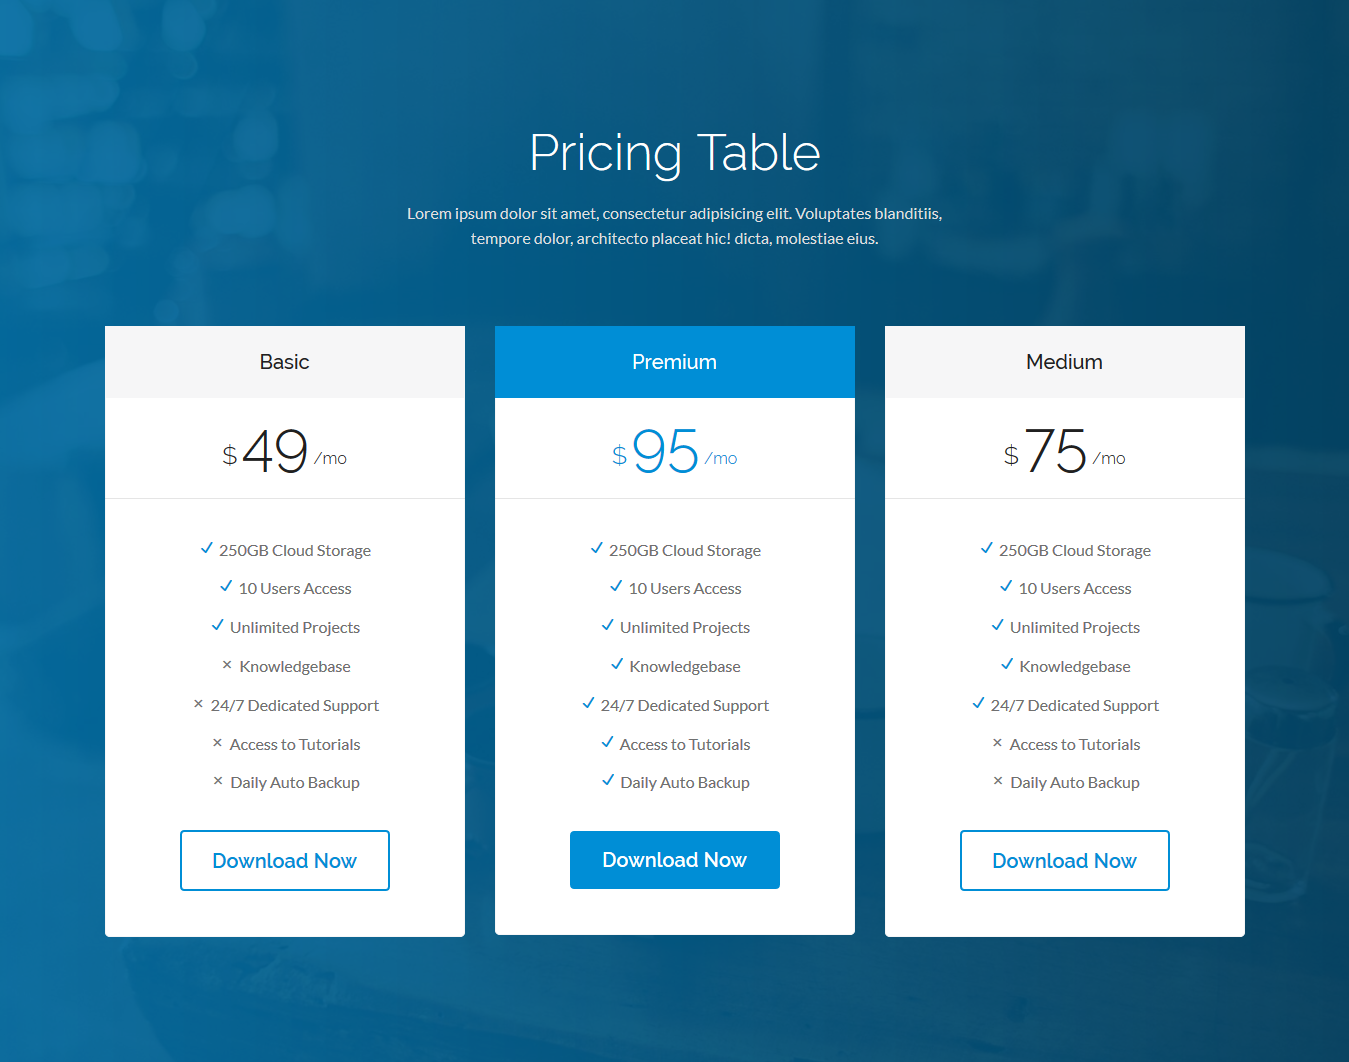 Pricing Table
Lorem ipsum dolor sit amet, consectetur adipisicing elit. Voluptates blanditiis,
tempore dolor, architecto placeat hic! dicta, molestiae eius.
Basic
$49 /mo
250GB Cloud Storage
10 Users Access
Unlimited Projects
Knowledgebase
24/7 Dedicated Support
Access to Tutorials
Daily Auto Backup
Download Now
Premium
$95 /mo
250GB Cloud Storage
10 Users Access
Unlimited Projects
Knowledgebase
24/7 Dedicated Support
Access to Tutorials
Daily Auto Backup
Download Now
Medium
$75 /mo
250GB Cloud Storage
10 Users Access
Unlimited Projects
Knowledgebase
24/7 Dedicated Support
Access to Tutorials
Daily Auto Backup
Download Now